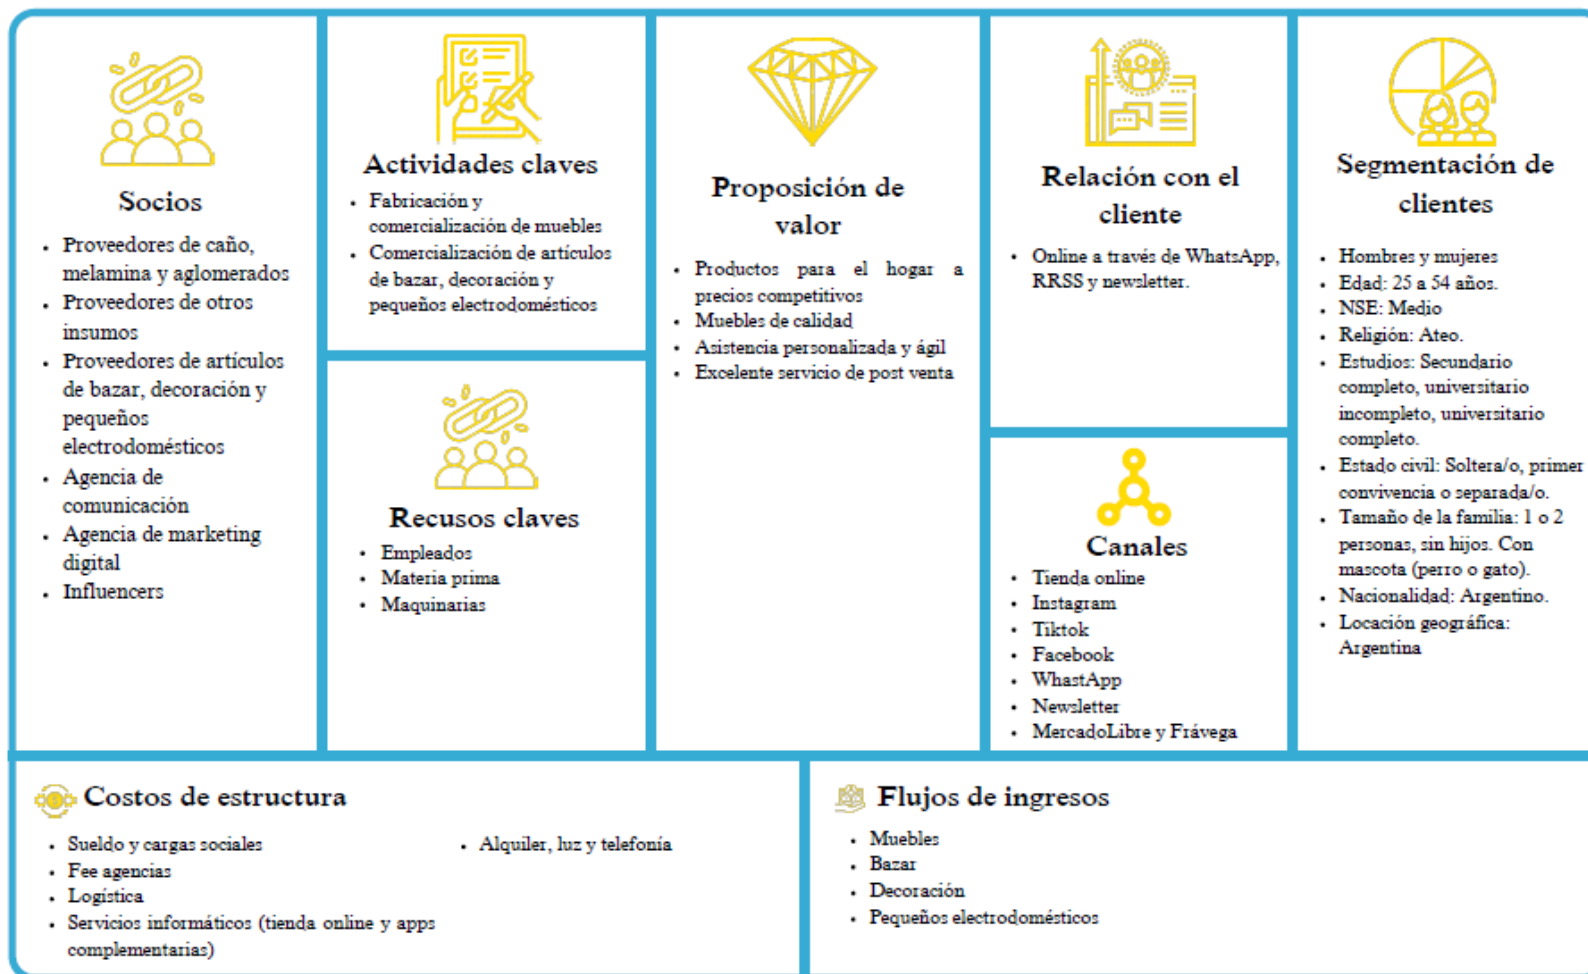 Socios
Proveedores de caño,
melamina y aglomerados
Proveedores de otros
insumos
Proveedores de artículos
de bazar, decoración y
pequeños
electrodomésticos
Agencia de
comunicación
Agencia de marketing
digital
Influencers
Actividades claves
Fabricación y
comercialización de muebles
Comercialización de artículos
de bazar, decoración y
pequeños electrodomésticos
Recusos claves
Empleados
Materia prima
Maquinarias
Proposición de
valor
Productos para el hogar a
precios competitivos
Muebles de calidad
Asistencia personalizada y ágil
Excelente servicio de post venta
Relación con el
cliente
Online a través de WhatsApp,
RRSS y newsletter.
Canales
Tienda online
Instagram
Tiktok
Facebook
WhastApp
Newsletter
MercadoLibre y Frávega
Segmentación de
clientes
Hombres y mujeres
Edad: 25 a 54 años.
NSE: Medio
Religión: Ateo.
Estudios: Secundario
completo, universitario
incompleto, universitario
completo.
Estado civil: Soltera/o, primer
convivencia o separada/o.
Tamaño de la familia: 1 o 2
personas, sin hijos. Con
mascota (perro o gato).
Nacionalidad: Argentino.
Locación geográfica:
Argentina
Costos de estructura
Sueldo y cargas sociales
Fee agencias
Logística
Servicios informáticos (tienda online y apps
complementarias)
Alquiler, luz y telefonía
Flujos de ingresos
Muebles
Bazar
Decoración
Pequeños electrodomésticos